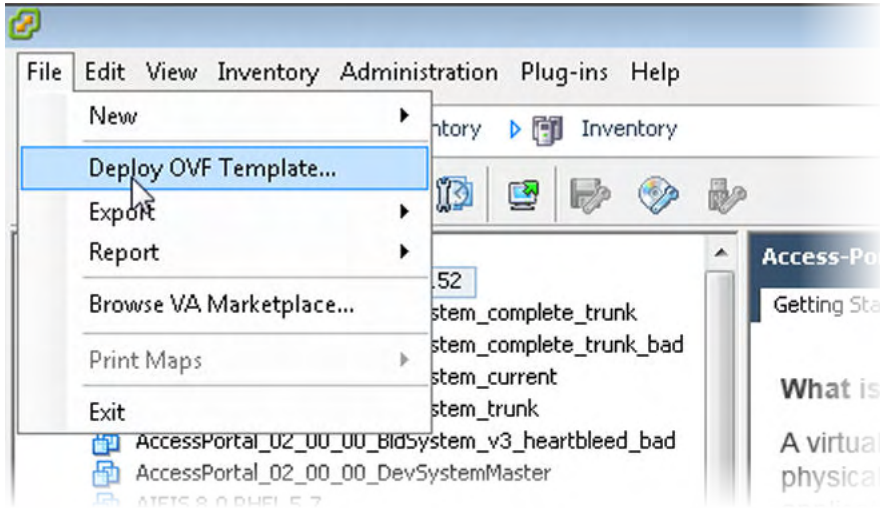 File Edit View Inventory Administration Plug-ins Help
New
ntory Inventory
Deploy OVF Template...
Export
Report
Browse VA Marketplace...
Print Maps
Exit
.52
stem_complete_trunk
stem_complete_trunk_bad
stem_current
stem_trunk
AccessPortal_02_00_00_BldSystem_v3_heartbleed_bad
AccessPortal_02_00_00_DevSystemMaster
Access-Po
Getting Sta
What is
A virtua
physica